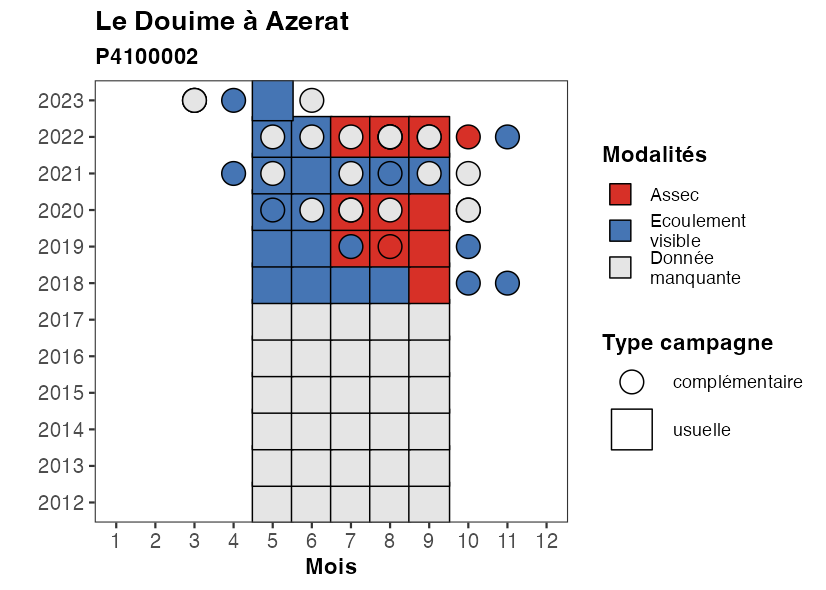 Le Douime à Azerat
P4100002
2023
2022
2021
2020
2019
2018
2017
2016
2015
2014
2013
2012
1 2 3 4 5 6 7 8 9 10 11 12
Mois
Modalités
Assec
Ecoulement
visible
Donnée
manquante
Type campagne
complémentaire
usuelle